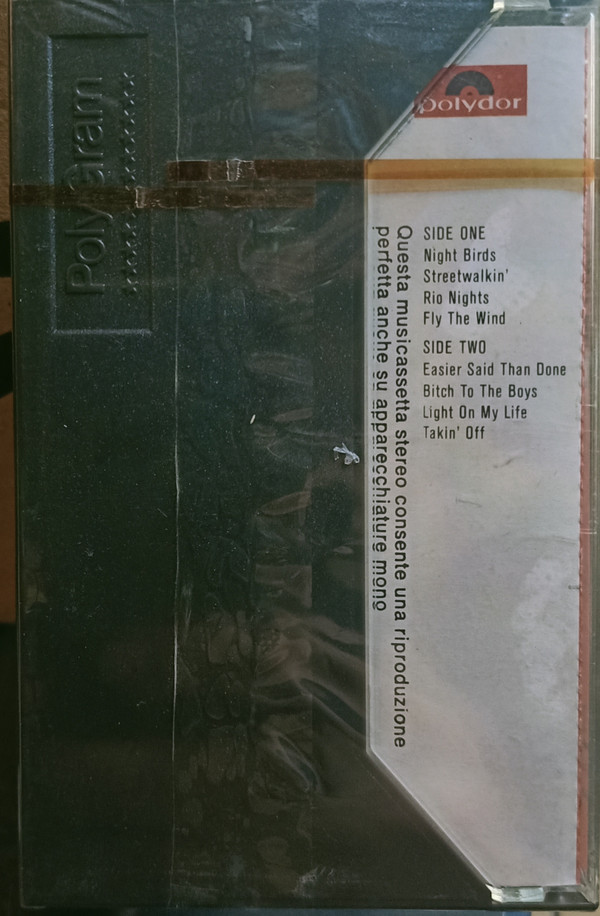 PolyGram
polydor
SIDE ONE
Night Birds
Streetwalkin'
Rio Nights
Fly The Wind
SIDE TWO
Easier Said Than Done
Bitch To The Boys
Light On My Life
Takin' Off
Questa musicassetta stereo consente una riproduzione
perfetta anche su apparecchiature mono